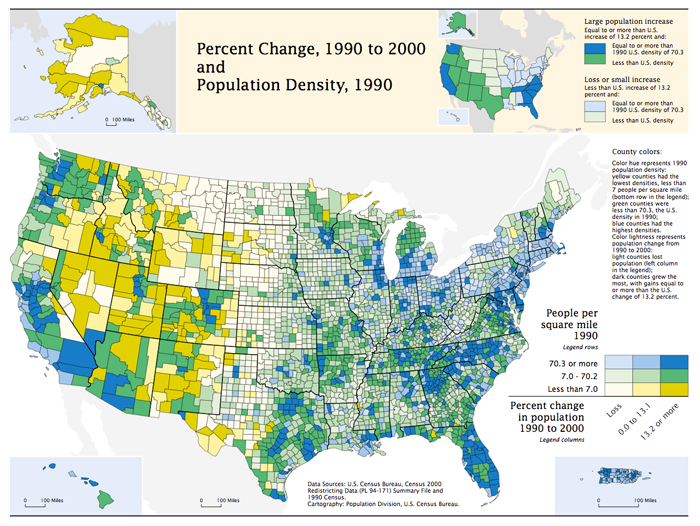 Percent Change, 1990 to 2000
and
Population Density, 1990
Large population increase
Equal to or more than U.S.
increase of 13.2 percent and:
Equal to or more than
1990 U.S. density of 70.3
Less than U.S. density
Loss or small increase
Less than U.S. increase of 13.2
percent and:
Equal to or more than
1990 U.S. density of 70.3
Less than U.S. density
0 100 Miles
County colors:
Color hue represents 1990
population density:
yellow counties had the
lowest densities, less than
7 people per square mile
(bottom row in the legend);
green counties were
less than 70.3, the U.S.
density in 1990;
blue counties had the
highest densities.
Color lightness represents
population change from
1990 to 2000:
light counties lost
population (left column
in the legend);
dark counties grew the
most, with gains equal to
or more than the U.S.
change of 13.2 percent.
People per
square mile
1990
Legend rows
70.3 or more
7.0 - 70.2
Less than 7.0
Percent change
in population
1990 to 2000
Legend columns
Loss
0.0 to 13.1
13.2 or more
Data Sources: U.S. Census Bureau, Census 2000
Redistricting Data (PL 94-171) Summary File and
1990 Census.
Cartography: Population Division, U.S. Census Bureau.
0 100 Miles
0 100 Miles
0 100 Miles